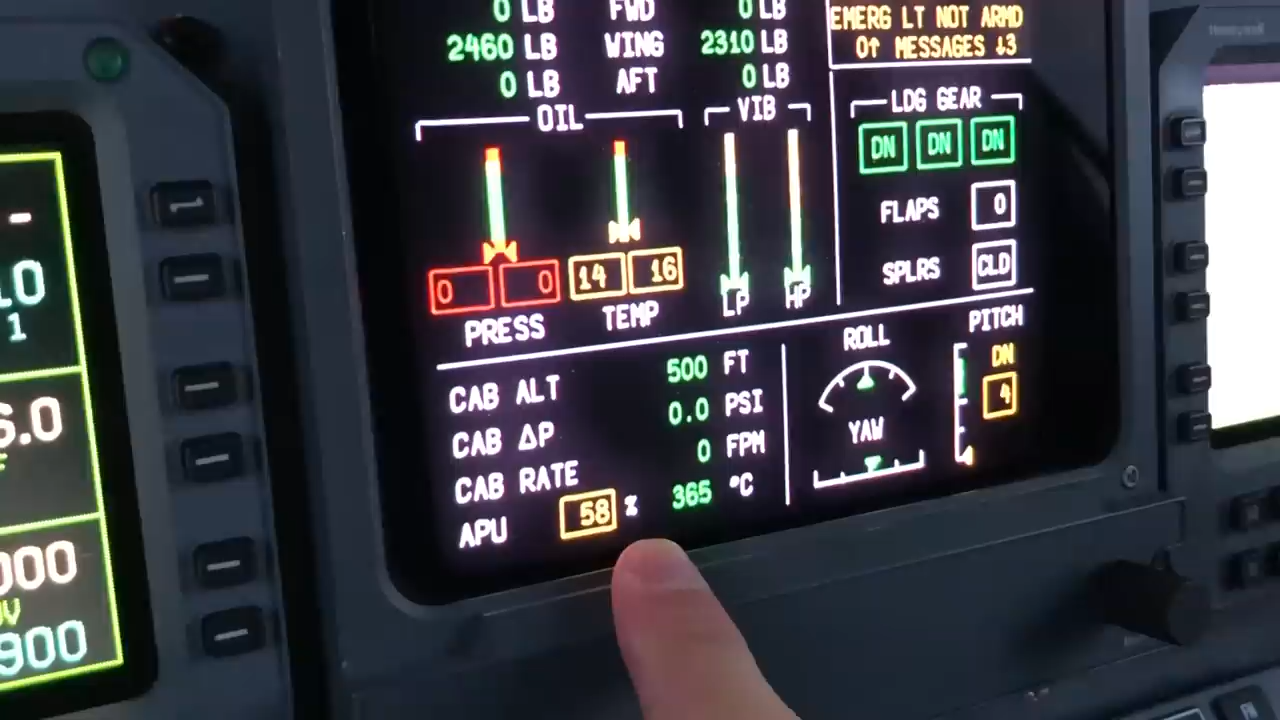 0 LB FWD 0 LB
2460 LB WING 2310 LB
0 LB AFT 0 LB
EMERG LT NOT ARMD
0↑ MESSAGES ↓3
OIL
VIB
LDG GEAR
DN DN DN
FLAPS 0
SPLRS CLD
0 0
14 16
PRESS
TEMP
LP
HP
CAB ALT 500 FT
CAB ΔP 0.0 PSI
CAB RATE 0 FPM
APU 58 % 365 °C
ROLL
YAW
PITCH
DN
4
1
000
900